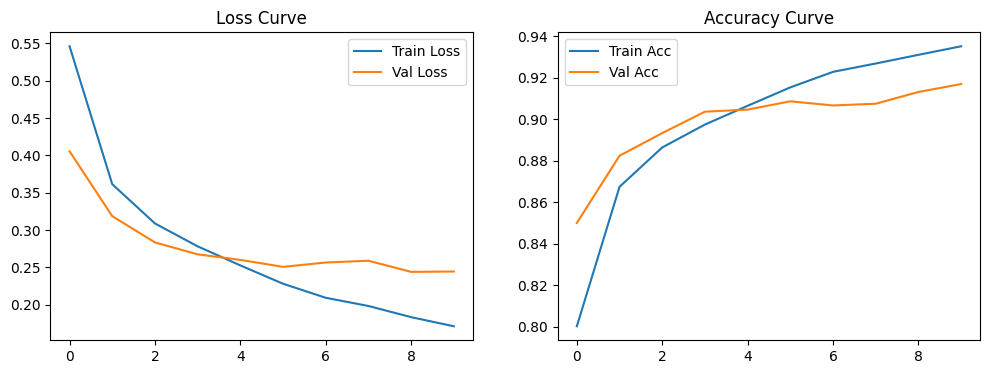 Loss Curve
Train Loss
Val Loss
0.55
0.50
0.45
0.40
0.35
0.30
0.25
0.20
0 2 4 6 8
Accuracy Curve
Train Acc
Val Acc
0.94
0.92
0.90
0.88
0.86
0.84
0.82
0.80
0 2 4 6 8